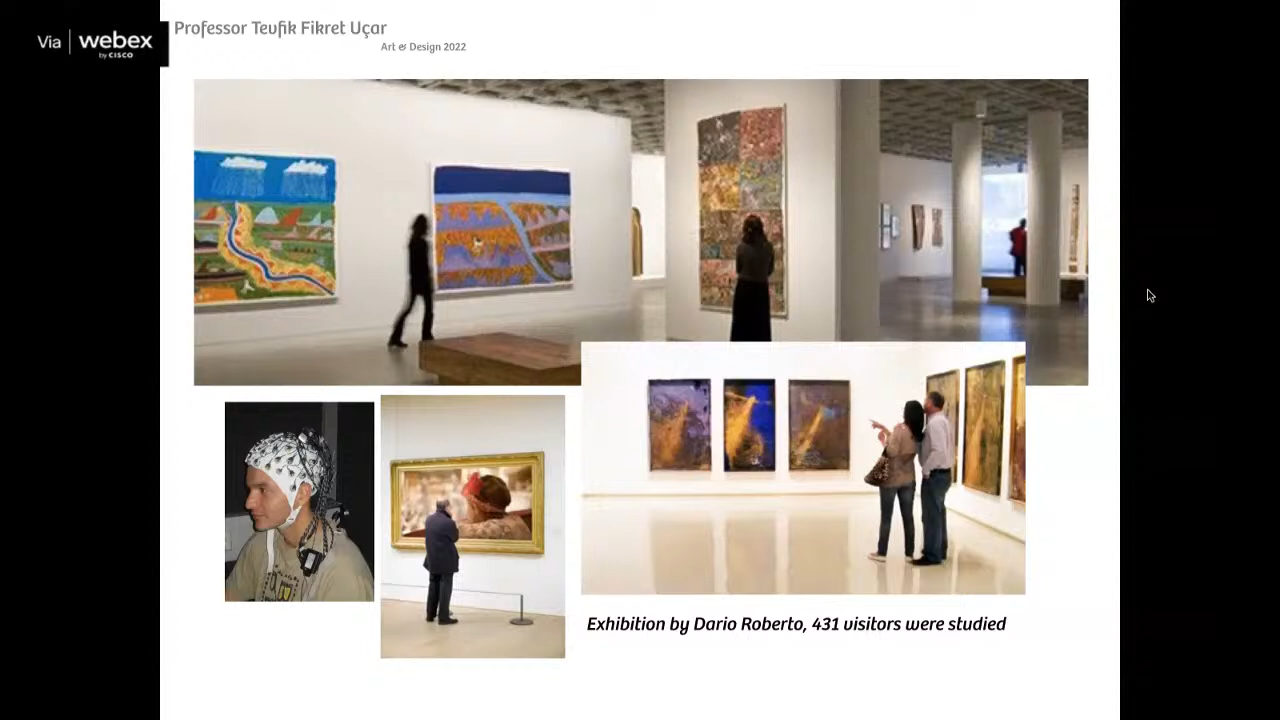 Via webex
by CISCO
Professor Tevfik Fikret Uçar
Art & Design 2022
Exhibition by Dario Roberto, 431 visitors were studied